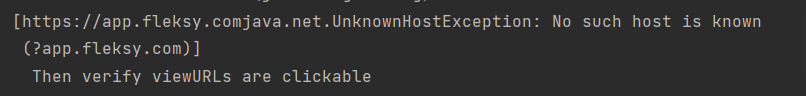 [https://app.fleksy.comjava.net.UnknownHostException: No such host is known
(?app.fleksy.com)]
Then verify viewURLs are clickable